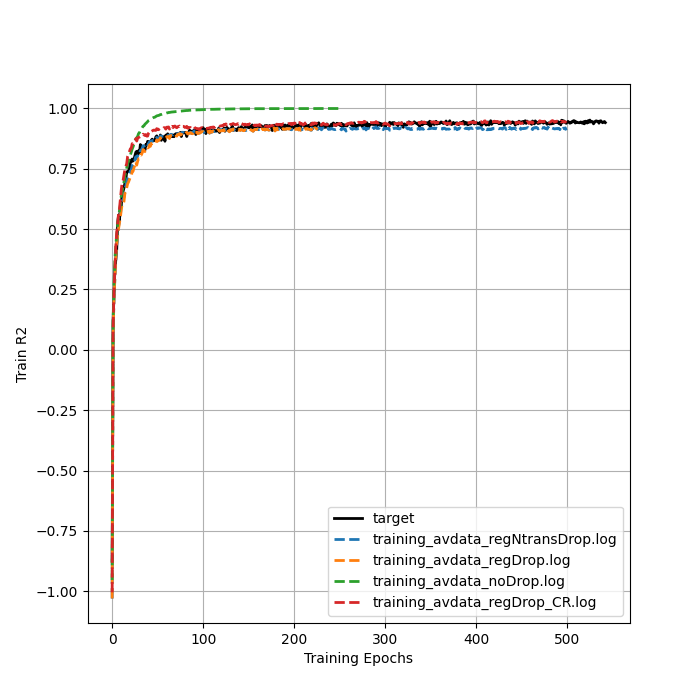 1.00
0.75
0.50
0.25
0.00
−0.25
−0.50
−0.75
−1.00
Train R2
target
training_avdata_regNtransDrop.log
training_avdata_regDrop.log
training_avdata_noDrop.log
training_avdata_regDrop_CR.log
0 100 200 300 400 500
Training Epochs